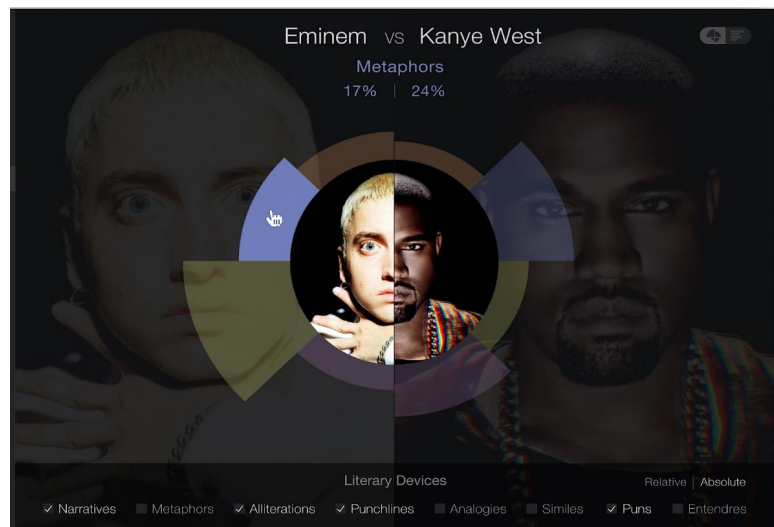 Eminem vs Kanye West
Metaphors
17% | 24%
Literary Devices
Relative | Absolute
Narratives Metaphors Alliterations Punchlines Analogies Similes Puns Entendres